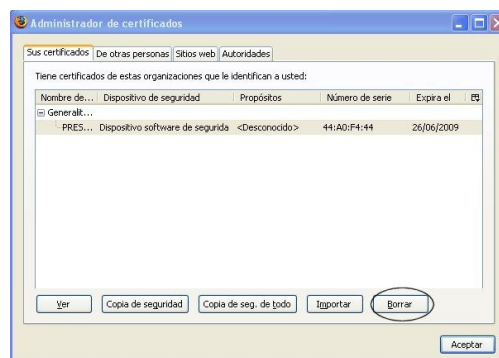 Administrador de certificados
Sus certificados De otras personas Sitios web Autoridades
Tiene certificados de estas organizaciones que le identifican a usted:
Nombre de... Dispositivo de seguridad Propósitos Número de serie Expira el
Generalit...
PRES... Dispositivo software de segurida <Desconocido> 44:A0:F4:44 26/06/2009
Ver Copia de seguridad Copia de seg. de todo Importar Borrar
Aceptar